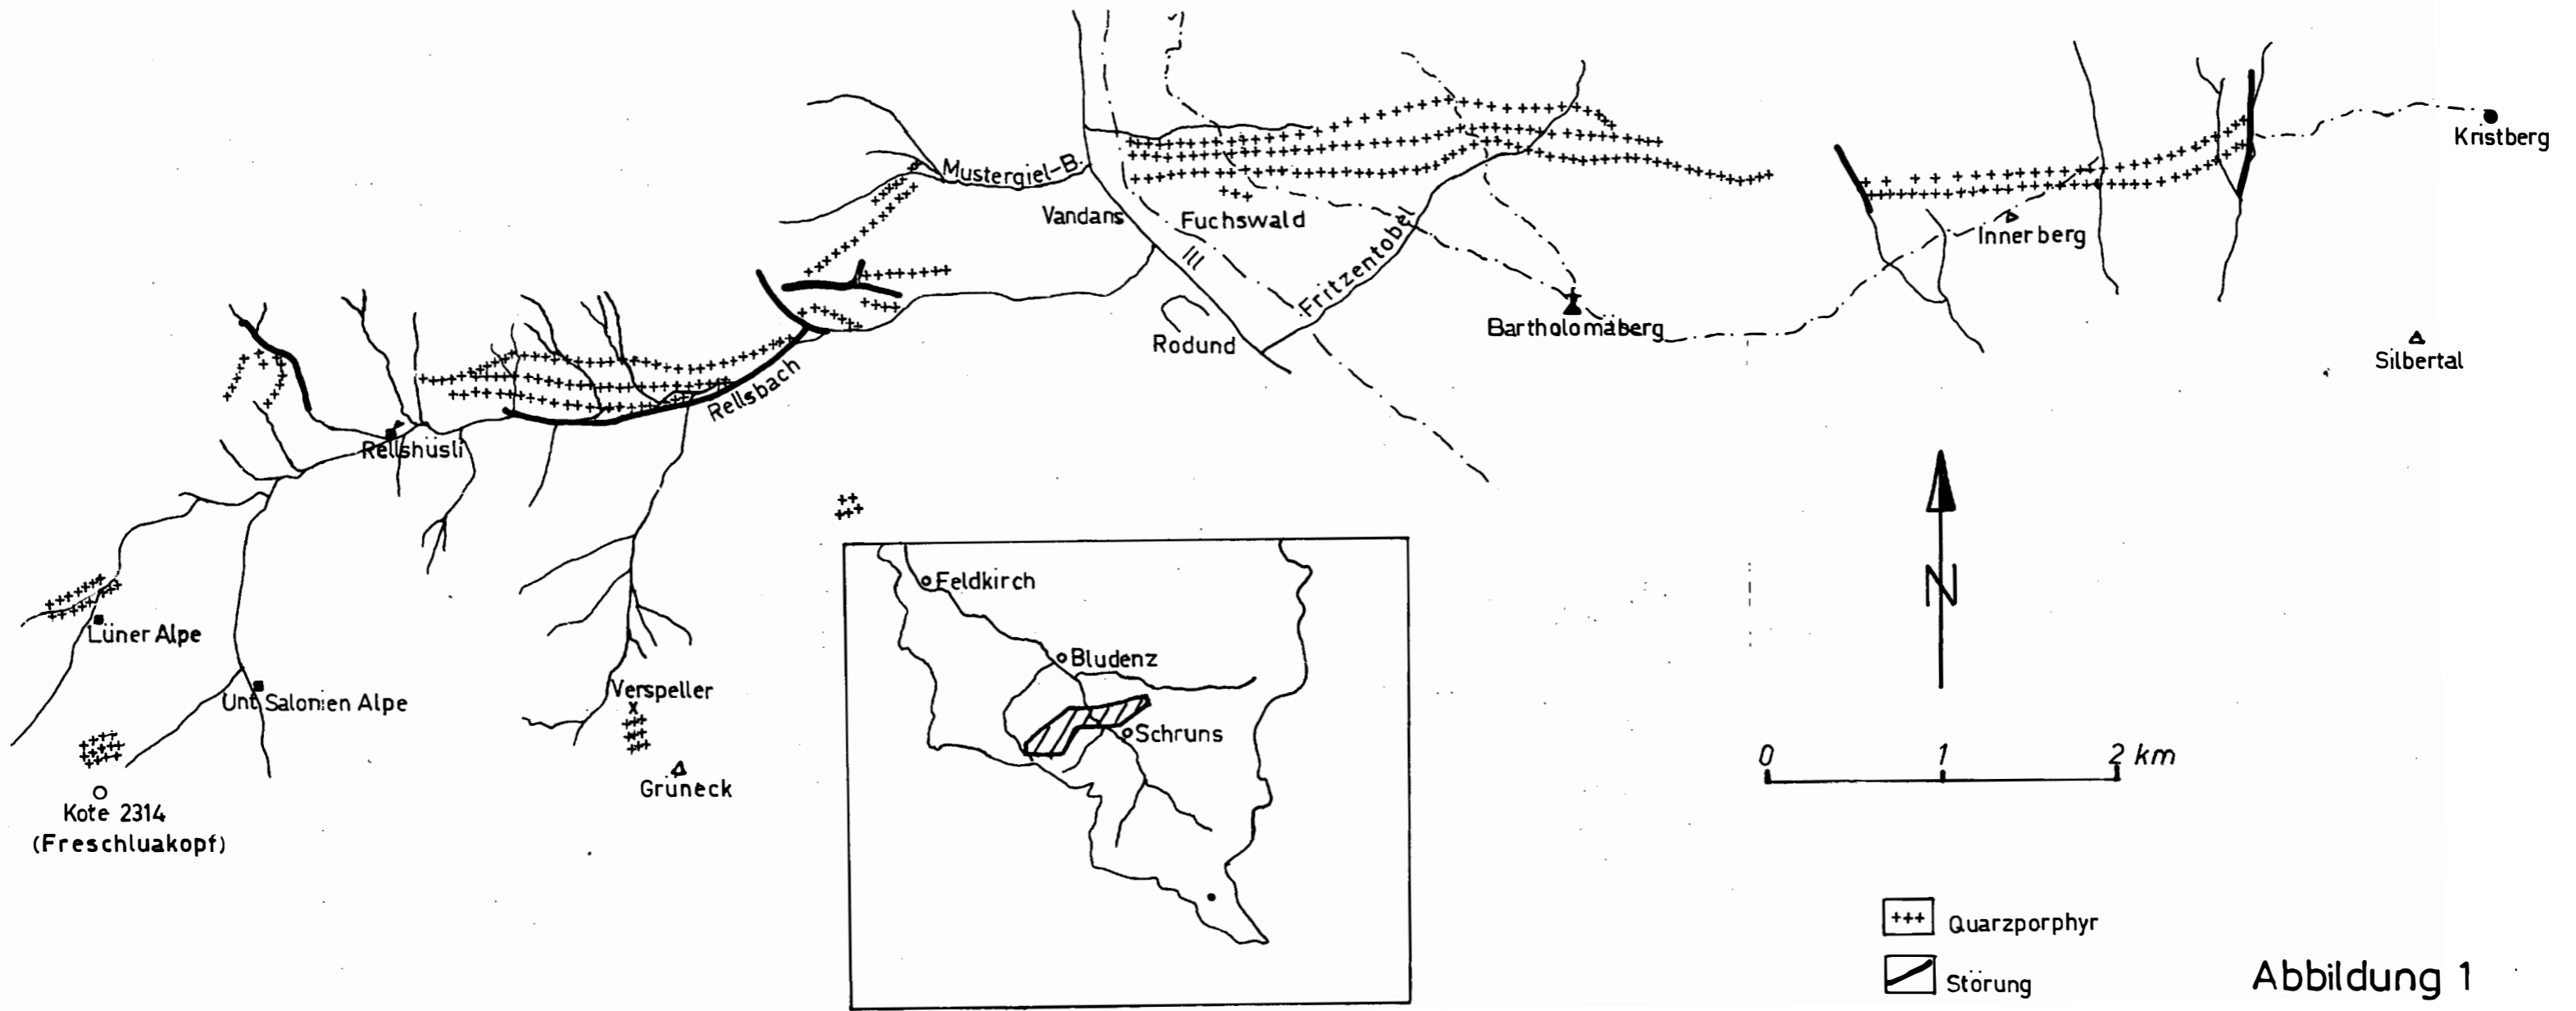 Kristberg
Mustergiel-B.
Vandans
Fuchswald
Ill
Fritzentobel
Innerberg
Bartholomäberg
Rodund
Silbertal
Rellsbach
Rellshüsli
N
Lüner Alpe
Unt. Salonien Alpe
Verspeller
Grüneck
Kote 2314
(Freschluakopf)
Feldkirch
Bludenz
Schruns
0 1 2 km
+++ Quarzporphyr
Störung
Abbildung 1